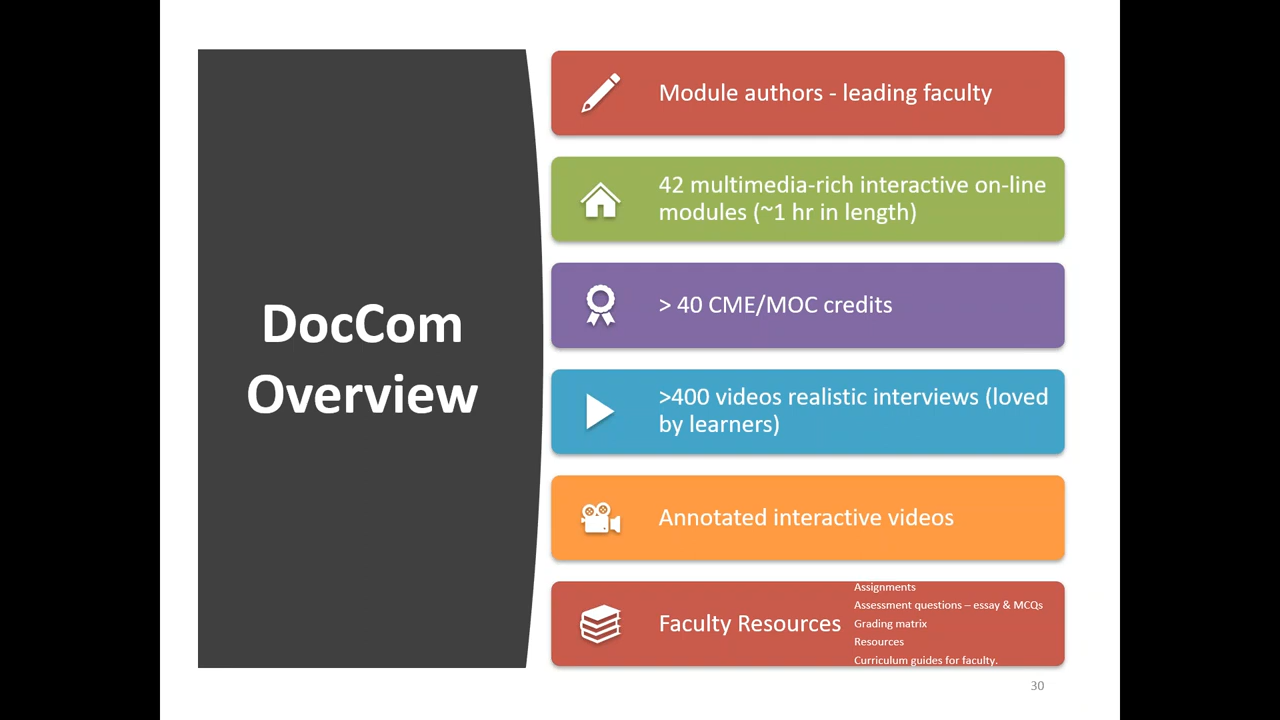 DocCom
Overview
Module authors - leading faculty
42 multimedia-rich interactive on-line
modules (~1 hr in length)
> 40 CME/MOC credits
>400 videos realistic interviews (loved
by learners)
Annotated interactive videos
Faculty Resources
Assignments
Assessment questions – essay & MCQs
Grading matrix
Resources
Curriculum guides for faculty.
30